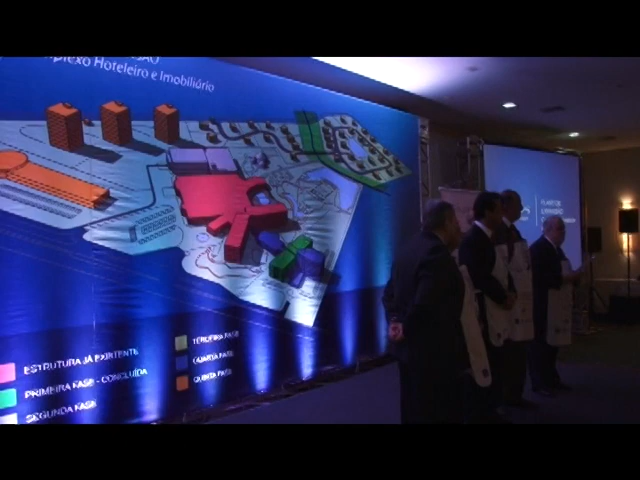 Complexo Hoteleiro e Imobiliário
ESTRUTURA JÁ EXISTENTE
PRIMEIRA FASE - CONCLUÍDA
SEGUNDA FASE
TERCEIRA FASE
QUARTA FASE
QUINTA FASE